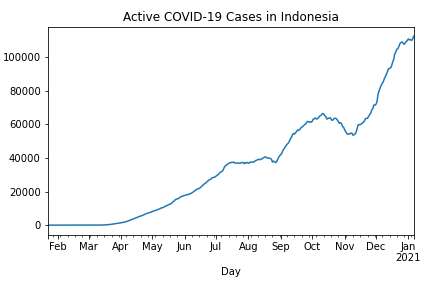 Active COVID-19 Cases in Indonesia
100000
80000
60000
40000
20000
0
Feb Mar Apr May Jun Jul Aug Sep Oct Nov Dec Jan
2021
Day